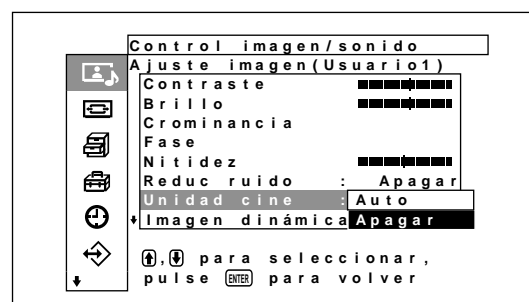 Control imagen/sonido
Ajuste imagen(Usuario1)
Contraste
Brillo
Crominancia
Fase
Nitidez
Reduc ruido : Apagar
Unidad cine : Auto
Imagen dinámica Apagar
, para seleccionar,
pulse ENTER para volver